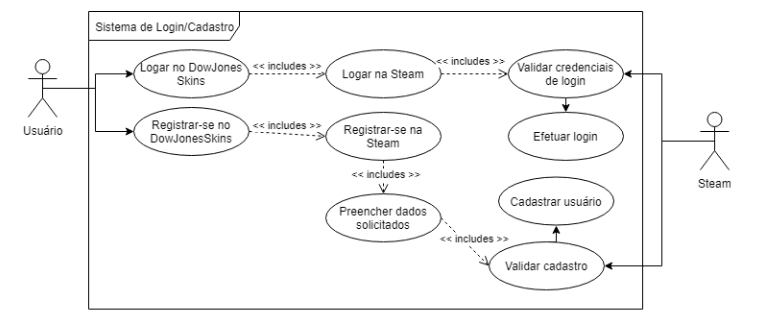 Sistema de Login/Cadastro
Logar no DowJones
Skins
<< includes >>
Logar na Steam
<< includes >>
Validar credenciais
de login
Usuário
Registrar-se no
DowJonesSkins
<< includes >>
Registrar-se na
Steam
Efetuar login
<< includes >>
Steam
Preencher dados
solicitados
Cadastrar usuário
<< includes >>
Validar cadastro